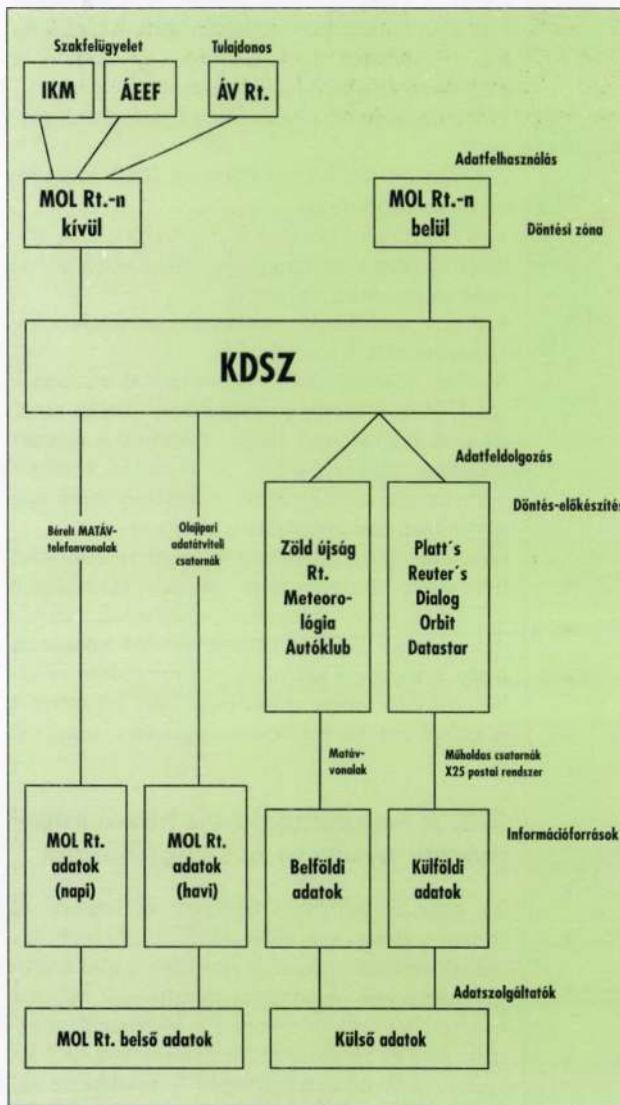 Szakfelügyelet
Tulajdonos
IKM
ÁEEF
ÁV Rt.
Adatfelhasználás
MOL Rt.-n
kívül
MOL Rt.-n
belül
Döntési zóna
KDSZ
Adatfeldolgozás
Döntés-előkészítés
Bérelt MATÁV-
telefonvonalak
Olajipari
adatátviteli
csatornák
Zöld újság
Rt.
Meteoro-
lógia
Autóklub
Platt's
Reuter's
Dialog
Orbit
Datastar
Matáv-
vonalak
Műholdas csatornák
X25 postai rendszer
Információforrások
MOL Rt.
adatok
(napi)
MOL Rt.
adatok
(havi)
Belföldi
adatok
Külföldi
adatok
Adatszolgáltatók
MOL Rt. belső adatok
Külső adatok